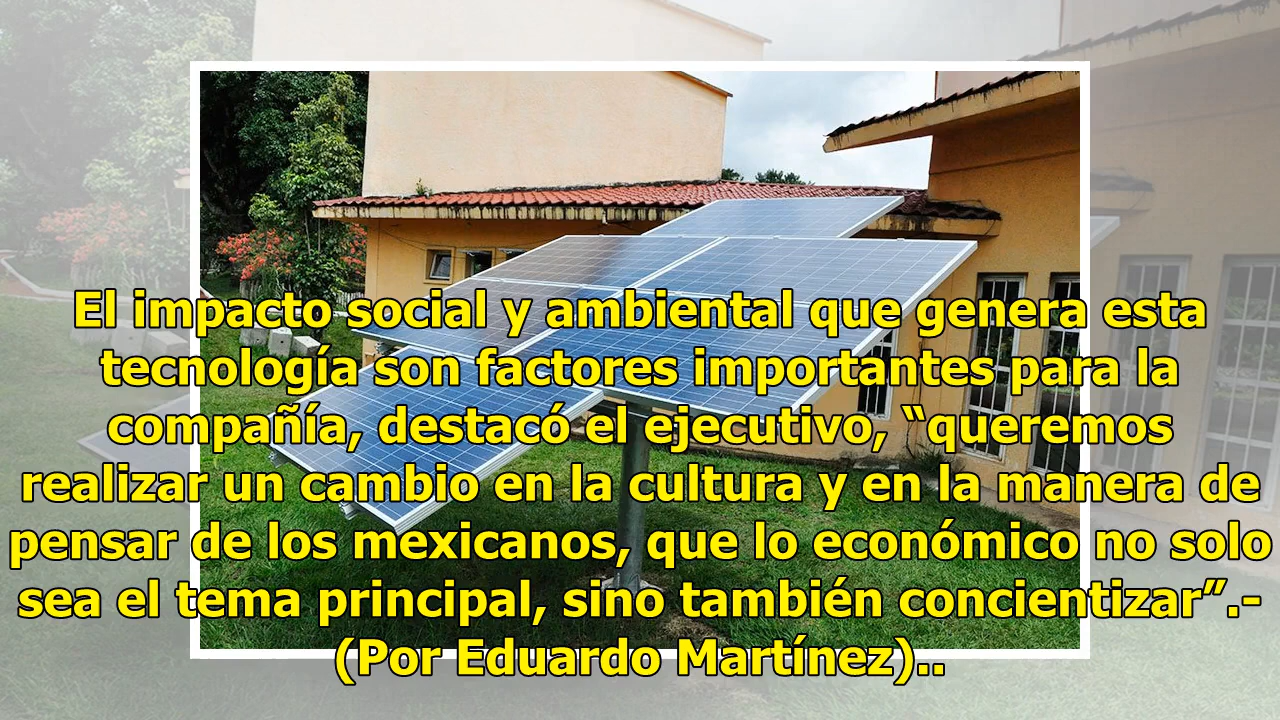 El impacto social y ambiental que genera esta
tecnología son factores importantes para la
compañía, destacó el ejecutivo, “queremos
realizar un cambio en la cultura y en la manera de
pensar de los mexicanos, que lo económico no solo
sea el tema principal, sino también concientizar”.-
(Por Eduardo Martínez)..